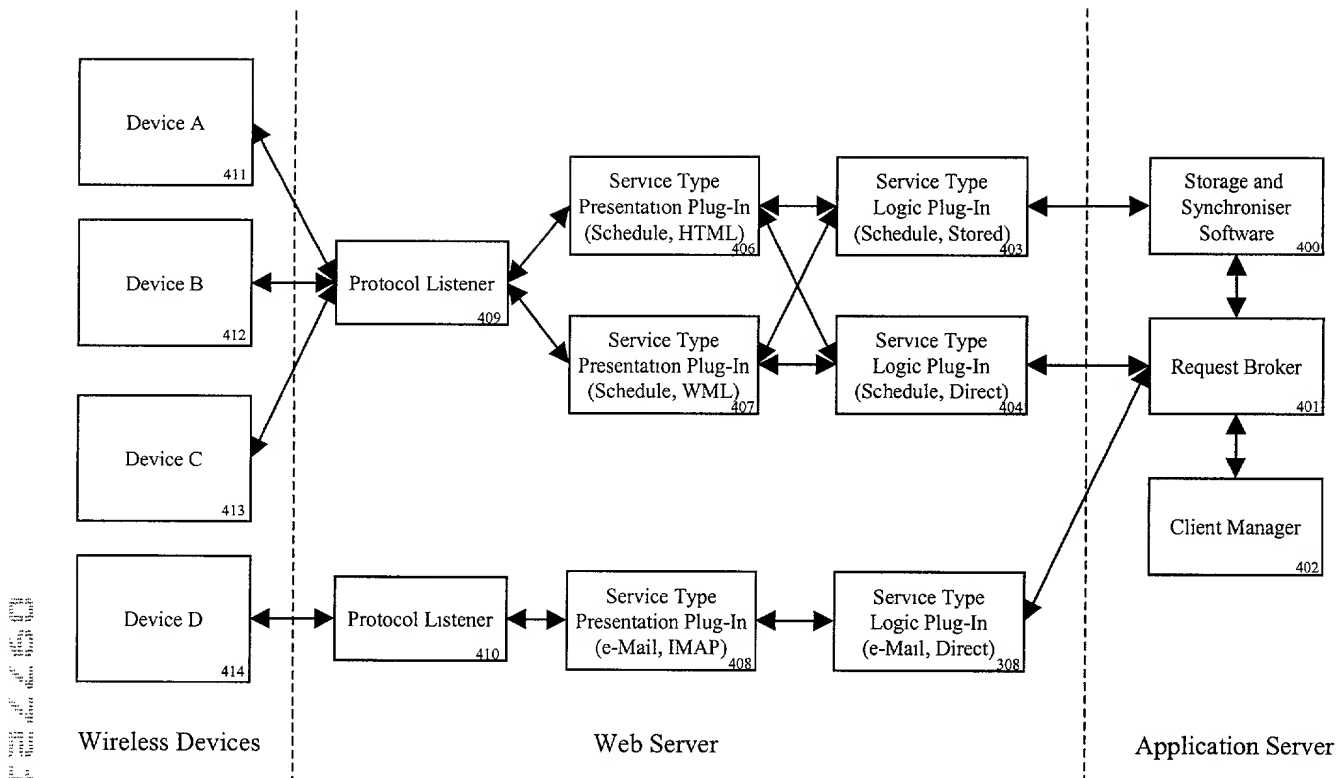 Device A
411
Device B
412
Device C
413
Device D
414
Protocol Listener
409
Protocol Listener
410
Service Type
Presentation Plug-In
(Schedule, HTML)
406
Service Type
Presentation Plug-In
(Schedule, WML)
407
Service Type
Presentation Plug-In
(e-Mail, IMAP)
408
Service Type
Logic Plug-In
(Schedule, Stored)
403
Service Type
Logic Plug-In
(Schedule, Direct)
404
Service Type
Logic Plug-In
(e-Mail, Direct)
308
Storage and
Synchroniser
Software
400
Request Broker
401
Client Manager
402
Wireless Devices
Web Server
Application Server